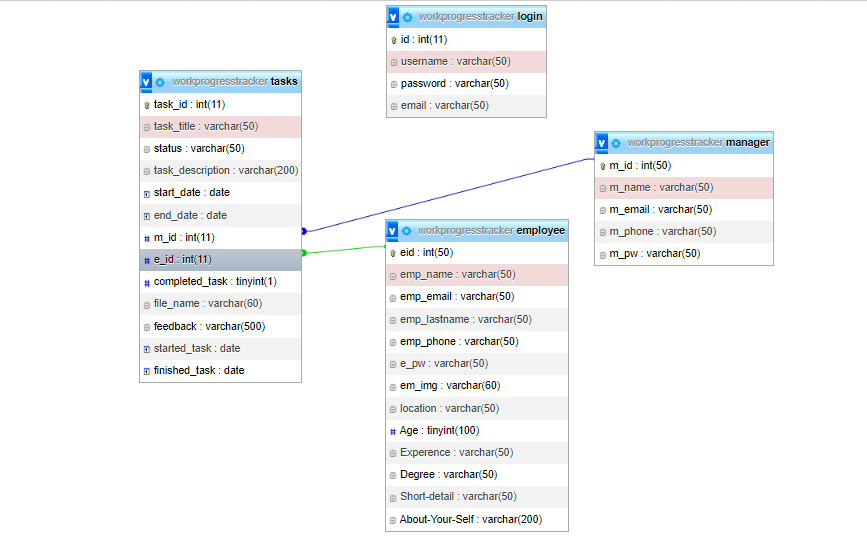 workprogresstracker login
id : int(11)
username : varchar(50)
password : varchar(50)
email : varchar(50)
workprogresstracker tasks
task_id : int(11)
task_title : varchar(50)
status : varchar(50)
task_description : varchar(200)
start_date : date
end_date : date
m_id : int(11)
e_id : int(11)
completed_task : tinyint(1)
file_name : varchar(60)
feedback : varchar(500)
started_task : date
finished_task : date
workprogresstracker manager
m_id : int(50)
m_name : varchar(50)
m_email : varchar(50)
m_phone : varchar(50)
m_pw : varchar(50)
workprogresstracker employee
eid : int(50)
emp_name : varchar(50)
emp_email : varchar(50)
emp_lastname : varchar(50)
emp_phone : varchar(50)
e_pw : varchar(50)
em_img : varchar(60)
location : varchar(50)
Age : tinyint(100)
Experence : varchar(50)
Degree : varchar(50)
Short-detail : varchar(50)
About-Your-Self : varchar(200)